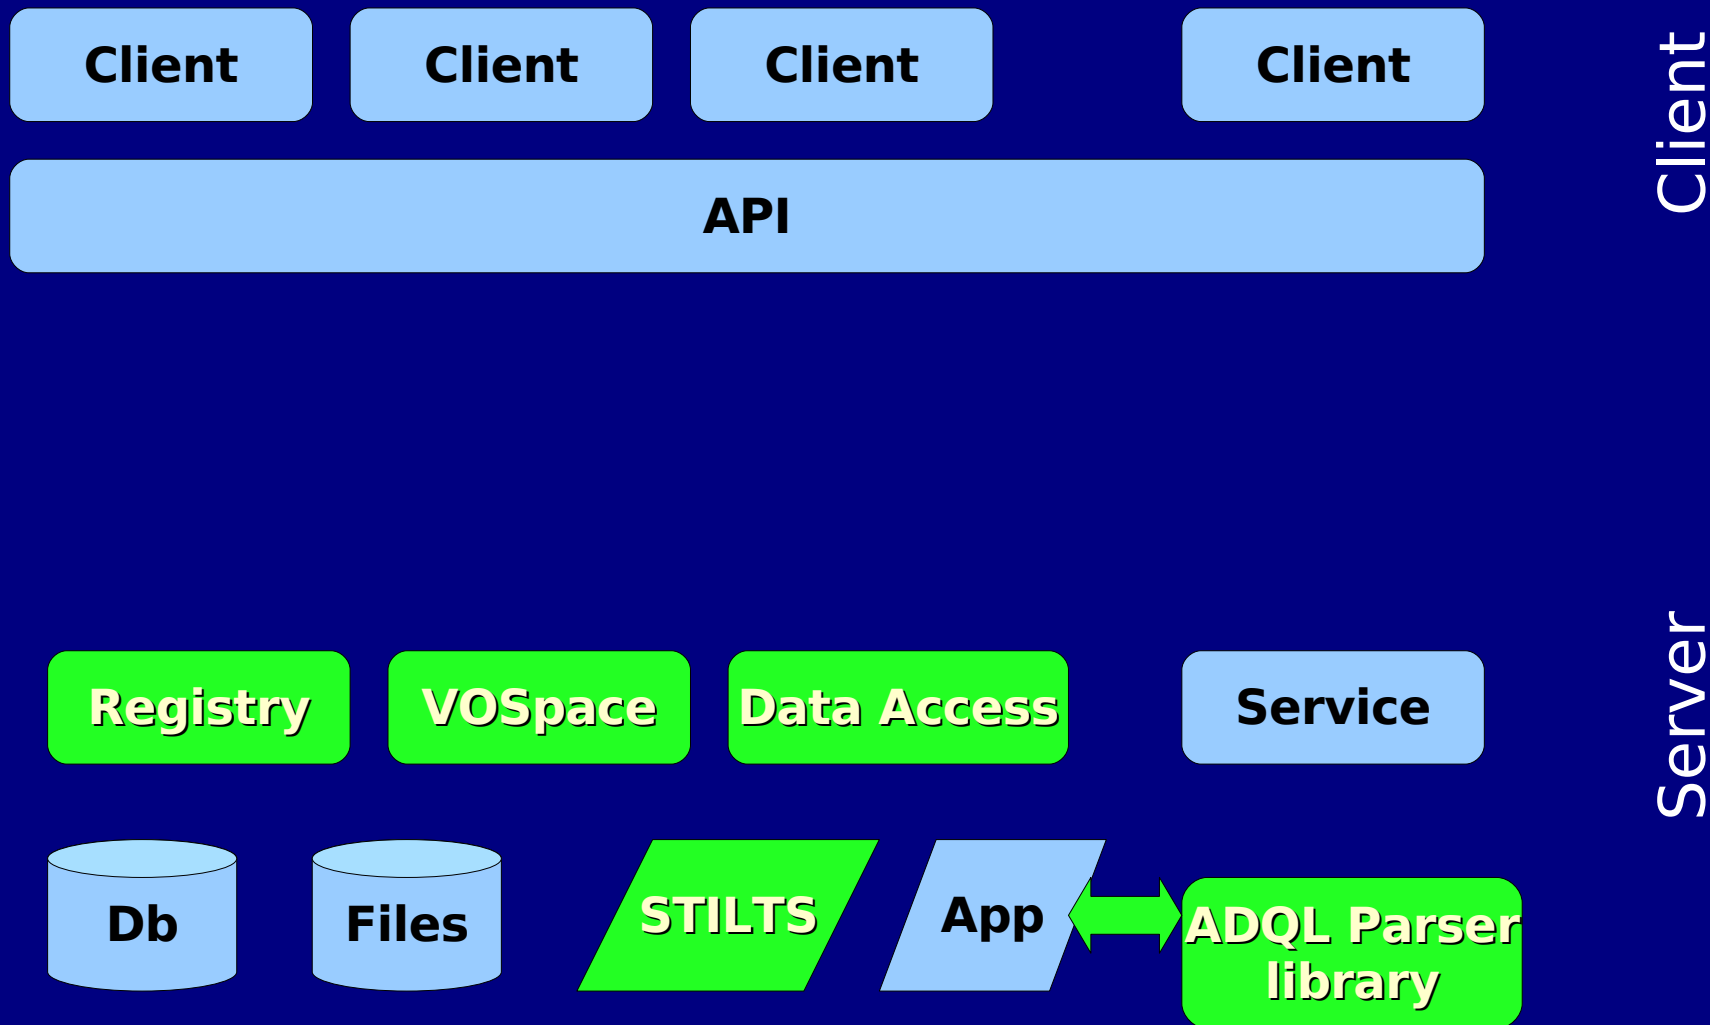 Client
Client
Client
Client
Client
API
Registry
VOSpace
Data Access
Service
Server
Db
Files
STILTS
App
ADQL Parser
library